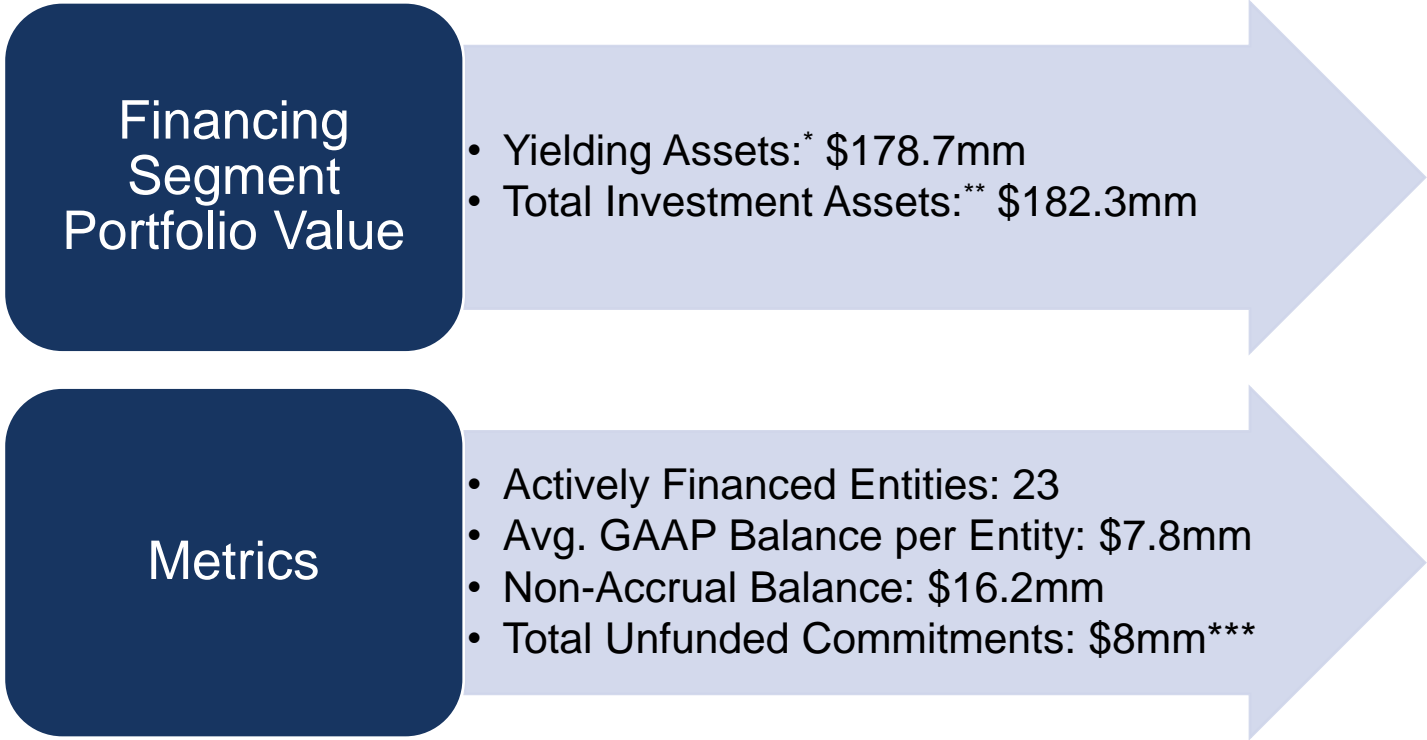 Financing
Segment
Portfolio Value
• Yielding Assets:* $178.7mm
• Total Investment Assets:** $182.3mm
Metrics
• Actively Financed Entities: 23
• Avg. GAAP Balance per Entity: $7.8mm
• Non-Accrual Balance: $16.2mm
• Total Unfunded Commitments: $8mm***